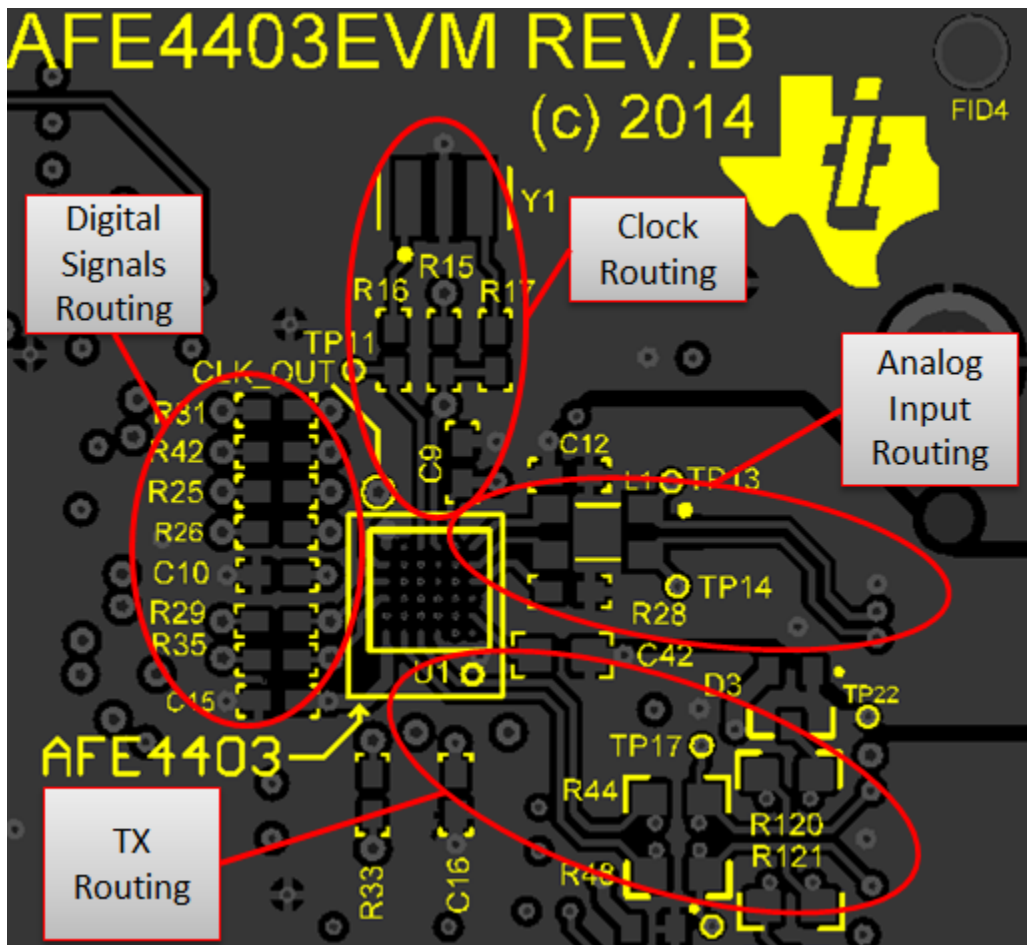 AFE4403EVM REV.B
(c) 2014
FID4
Digital
Signals
Routing
Y1
Clock
Routing
R15
R16
R17
TP11
CLK_OUT
Analog
Input
Routing
R31
R42
R25
R26
C10
R29
R35
C15
C9
C12
L1
TP13
TP14
R28
U1
C42
D3
TP22
TP17
AFE4403
R44
R120
R121
R48
TX
Routing
R33
C16